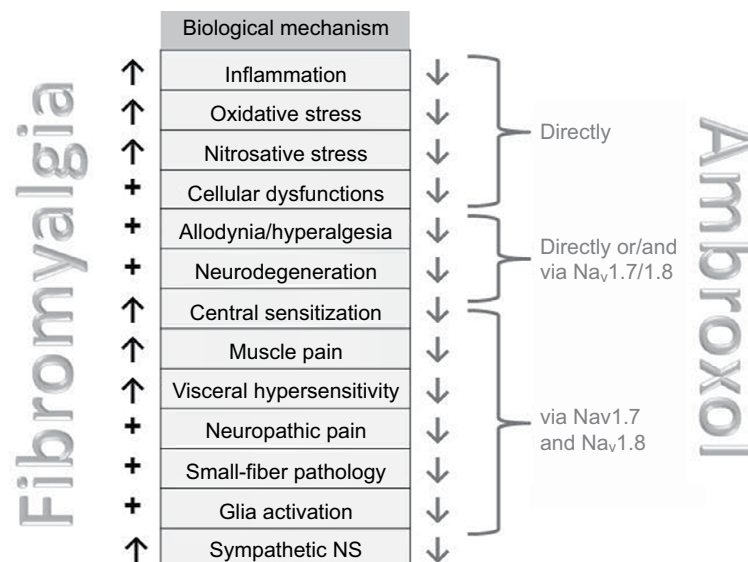 Biological mechanism
Fibromyalgia
Ambroxol
↑ Inflammation ↓
↑ Oxidative stress ↓
↑ Nitrosative stress ↓
+ Cellular dysfunctions ↓
Directly
+ Allodynia/hyperalgesia ↓
+ Neurodegeneration ↓
Directly or/and
via Naᵥ1.7/1.8
↑ Central sensitization ↓
↑ Muscle pain ↓
↑ Visceral hypersensitivity ↓
+ Neuropathic pain ↓
+ Small-fiber pathology ↓
+ Glia activation ↓
↑ Sympathetic NS ↓
via Nav1.7
and Naᵥ1.8